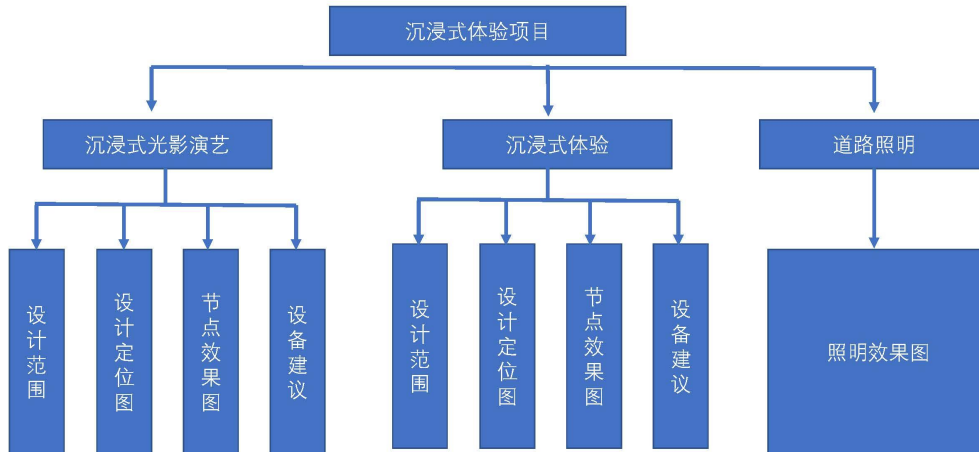 沉浸式体验项目
沉浸式光影演艺
沉浸式体验
道路照明
设计范围
设计定位图
节点效果图
设备建议
设计范围
设计定位图
节点效果图
设备建议
照明效果图